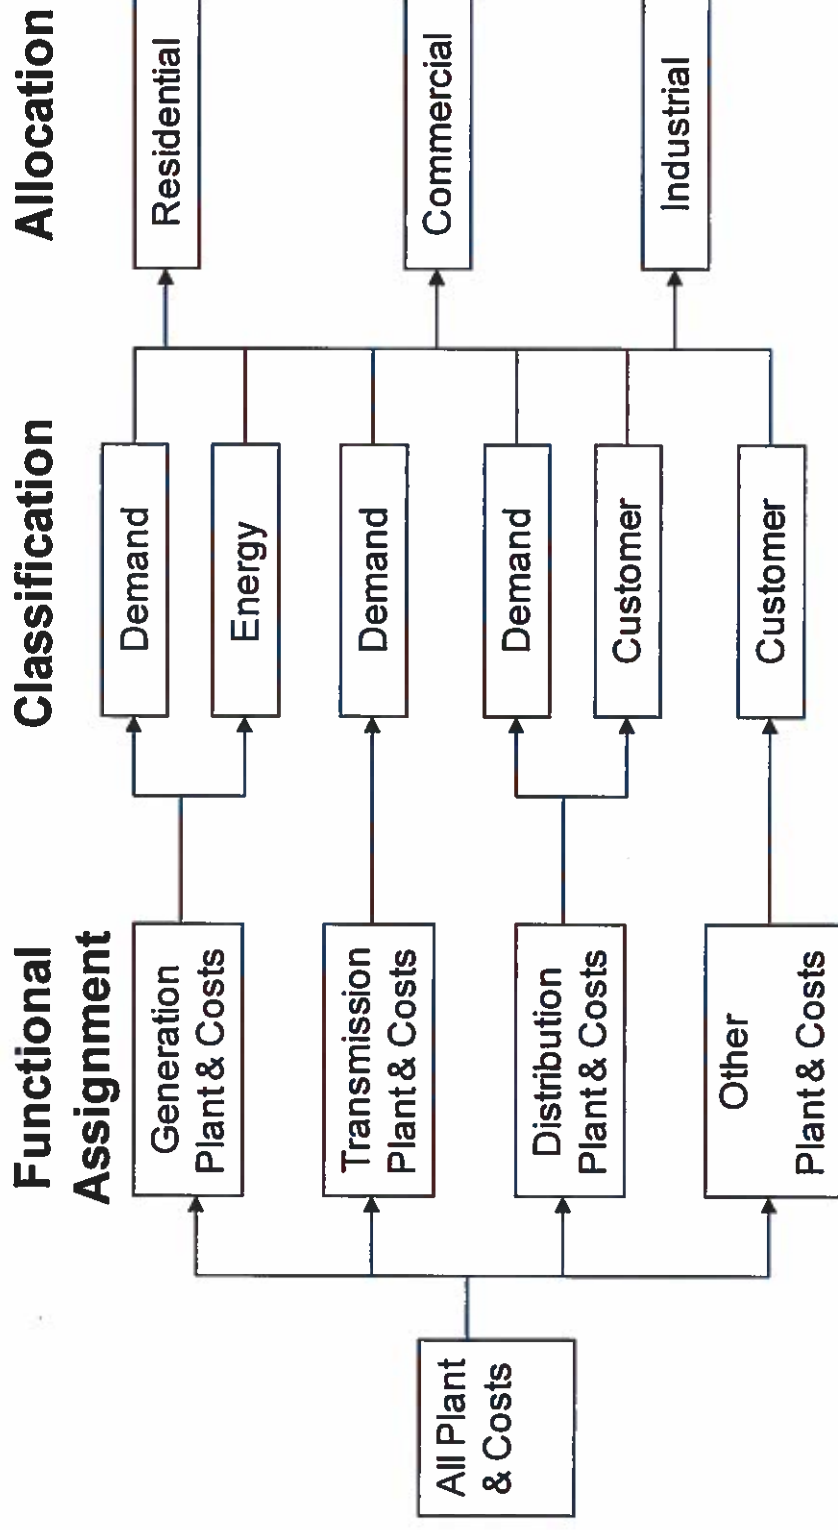 Functional
Assignment
Classification
Allocation
All Plant
& Costs
Generation
Plant & Costs
Transmission
Plant & Costs
Distribution
Plant & Costs
Other
Plant & Costs
Demand
Energy
Demand
Demand
Customer
Customer
Residential
Commercial
Industrial